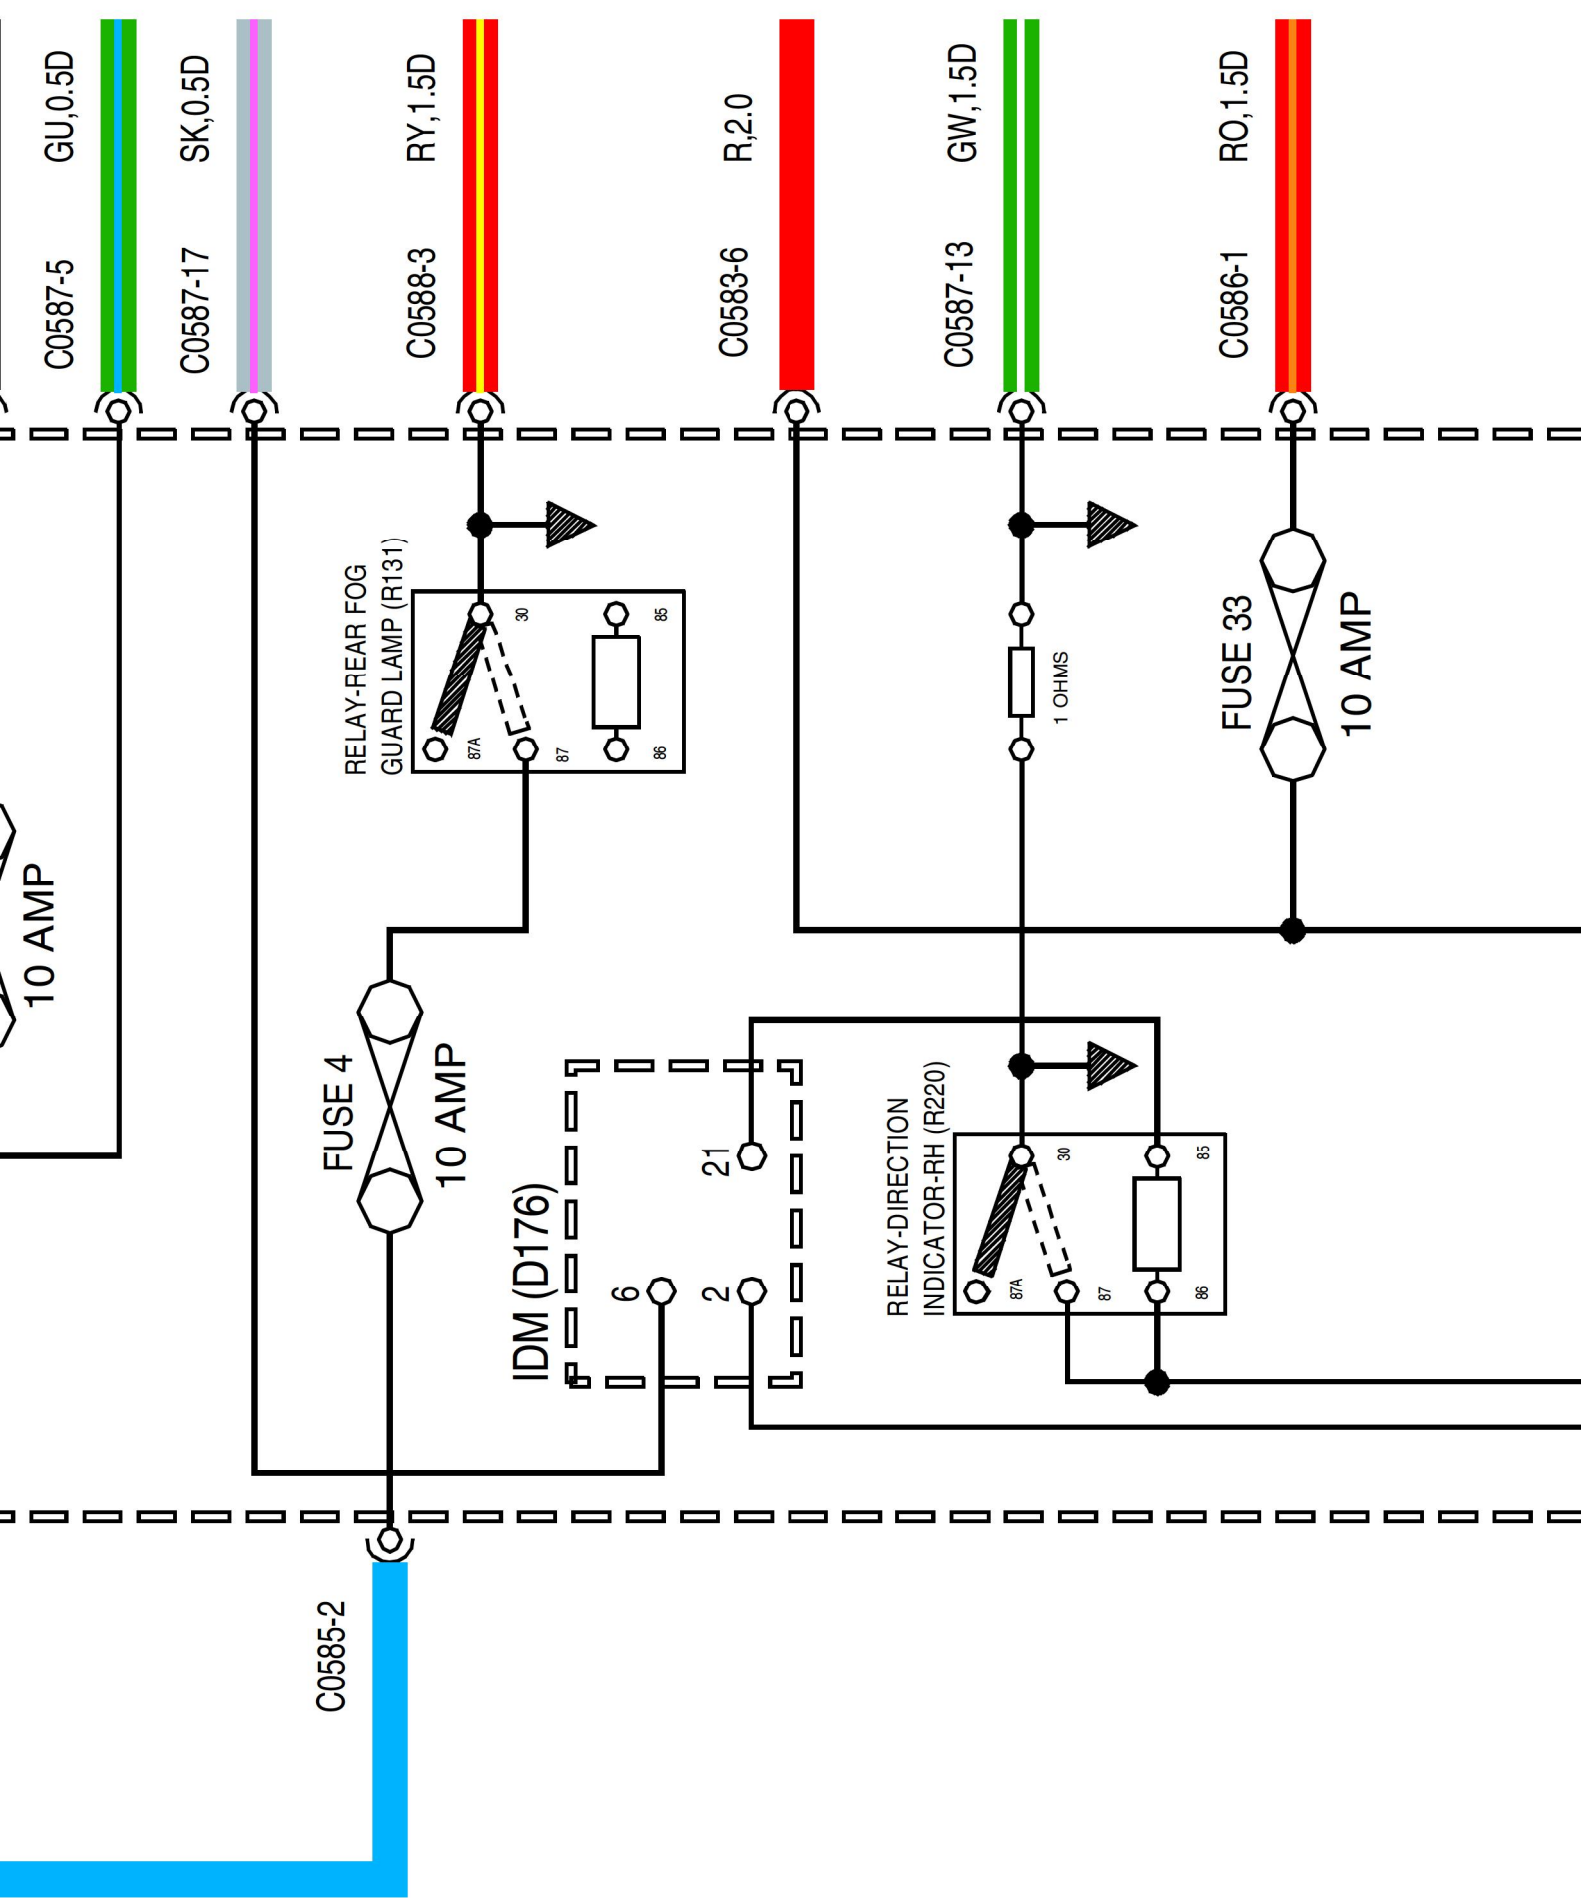 GU,0.5D
C0587-5
SK,0.5D
C0587-17
RY,1.5D
C0588-3
R,2.0
C0583-6
GW,1.5D
C0587-13
RO,1.5D
C0586-1
RELAY-REAR FOG
GUARD LAMP (R131)
30
85
87A
87
86
1 OHMS
FUSE 33
10 AMP
10 AMP
FUSE 4
10 AMP
IDM (D176)
21
6
2
RELAY-DIRECTION
INDICATOR-RH (R220)
30
85
87A
87
86
C0585-2